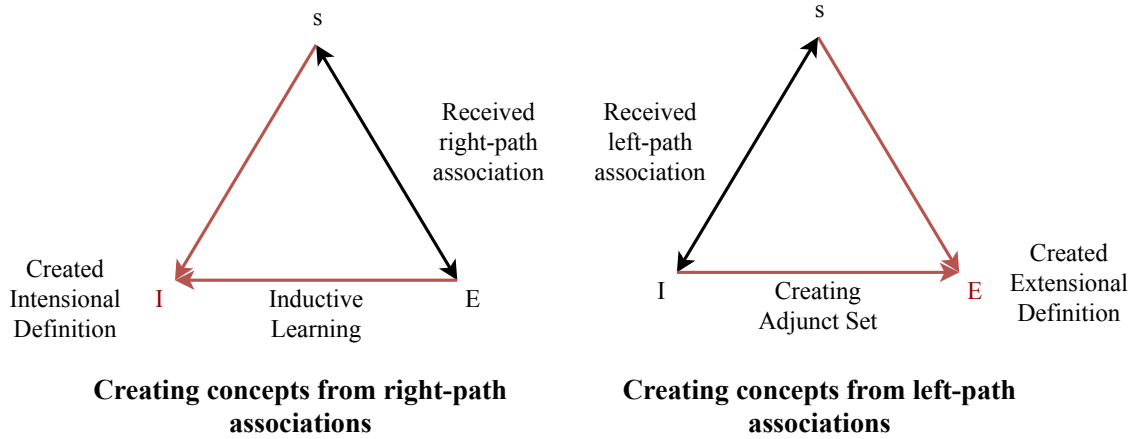 s
Received
right-path
association
Created
Intensional
Definition
I
Inductive
Learning
E
Creating concepts from right-path
associations
s
Received
left-path
association
I
Creating
Adjunct Set
E
Created
Extensional
Definition
Creating concepts from left-path
associations